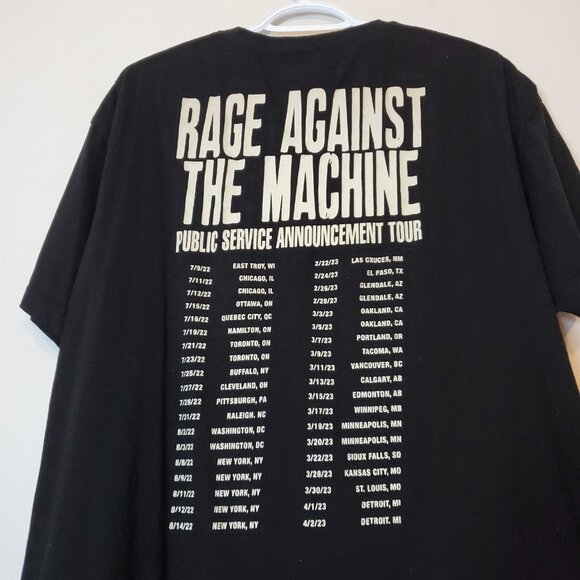 RAGE AGAINST
THE MACHINE
PUBLIC SERVICE ANNOUNCEMENT TOUR
7/9/22 EAST TROY, WI
7/11/22 CHICAGO, IL
7/12/22 CHICAGO, IL
7/15/22 OTTAWA, ON
7/16/22 QUEBEC CITY, QC
7/19/22 HAMILTON, ON
7/21/22 TORONTO, ON
7/23/22 TORONTO, ON
7/25/22 BUFFALO, NY
7/27/22 CLEVELAND, OH
7/29/22 PITTSBURGH, PA
7/31/22 RALEIGH, NC
8/2/22 WASHINGTON, DC
8/3/22 WASHINGTON, DC
8/8/22 NEW YORK, NY
8/9/22 NEW YORK, NY
8/11/22 NEW YORK, NY
8/12/22 NEW YORK, NY
8/14/22 NEW YORK, NY
2/22/23 LAS CRUCES, NM
2/24/23 EL PASO, TX
2/26/23 GLENDALE, AZ
2/28/23 GLENDALE, AZ
3/3/23 OAKLAND, CA
3/5/23 OAKLAND, CA
3/7/23 PORTLAND, OR
3/9/23 TACOMA, WA
3/11/23 VANCOUVER, BC
3/13/23 CALGARY, AB
3/15/23 EDMONTON, AB
3/17/23 WINNIPEG, MB
3/19/23 MINNEAPOLIS, MN
3/20/23 MINNEAPOLIS, MN
3/22/23 SIOUX FALLS, SD
3/28/23 KANSAS CITY, MO
3/30/23 ST. LOUIS, MO
4/1/23 DETROIT, MI
4/2/23 DETROIT, MI